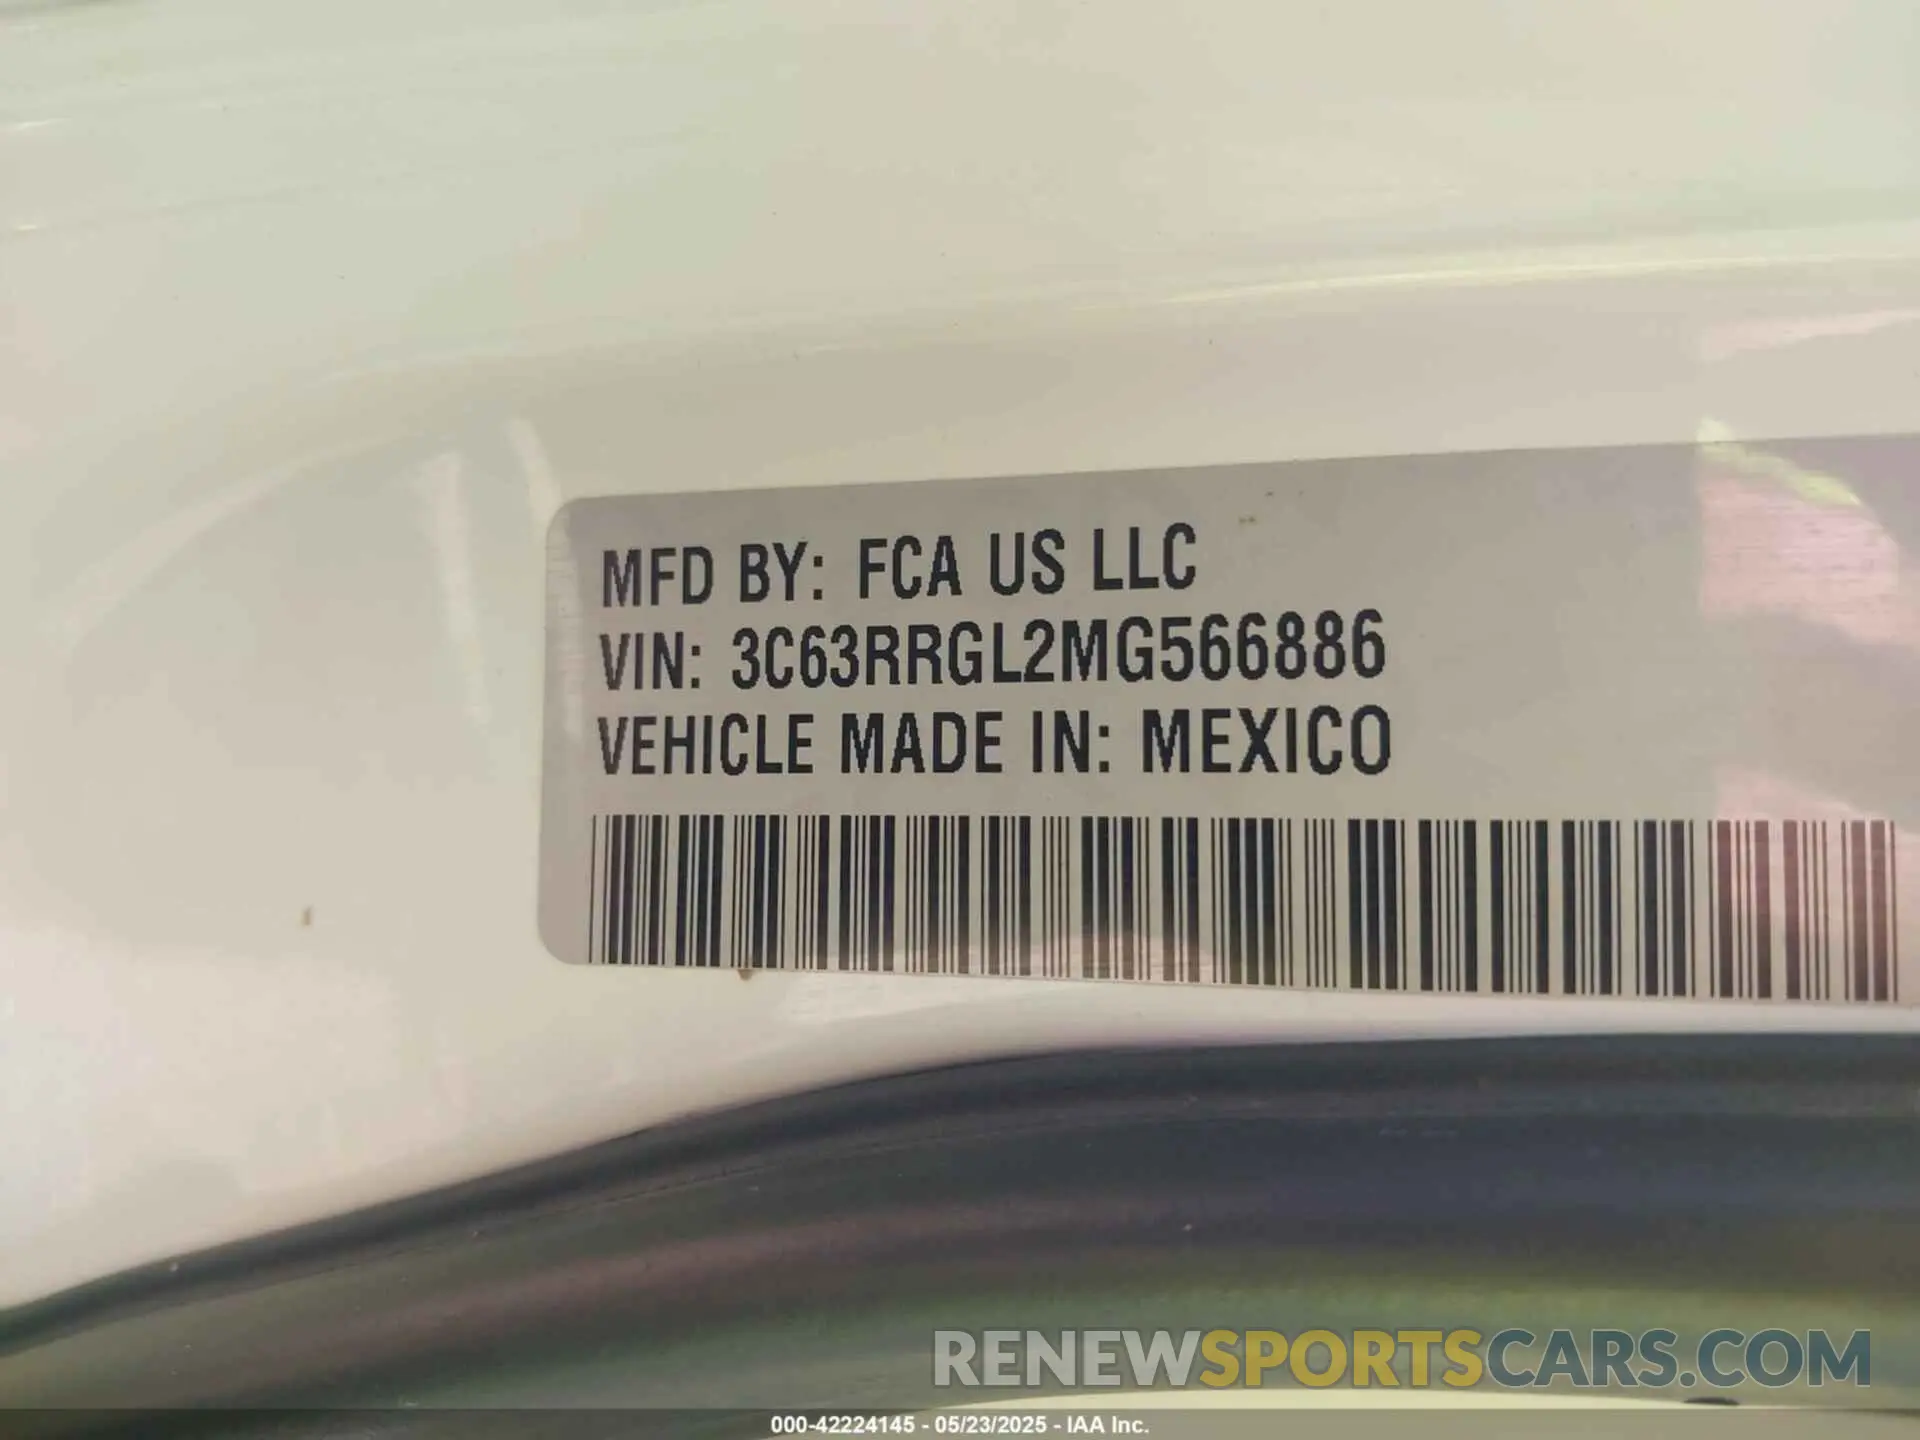 MFD BY: FCA US LLC
VIN: 3C63RRGL2MG566886
VEHICLE MADE IN: MEXICO
RENEWSPORTSCARS.COM
000-42224145 - 05/23/2025 - IAA Inc.